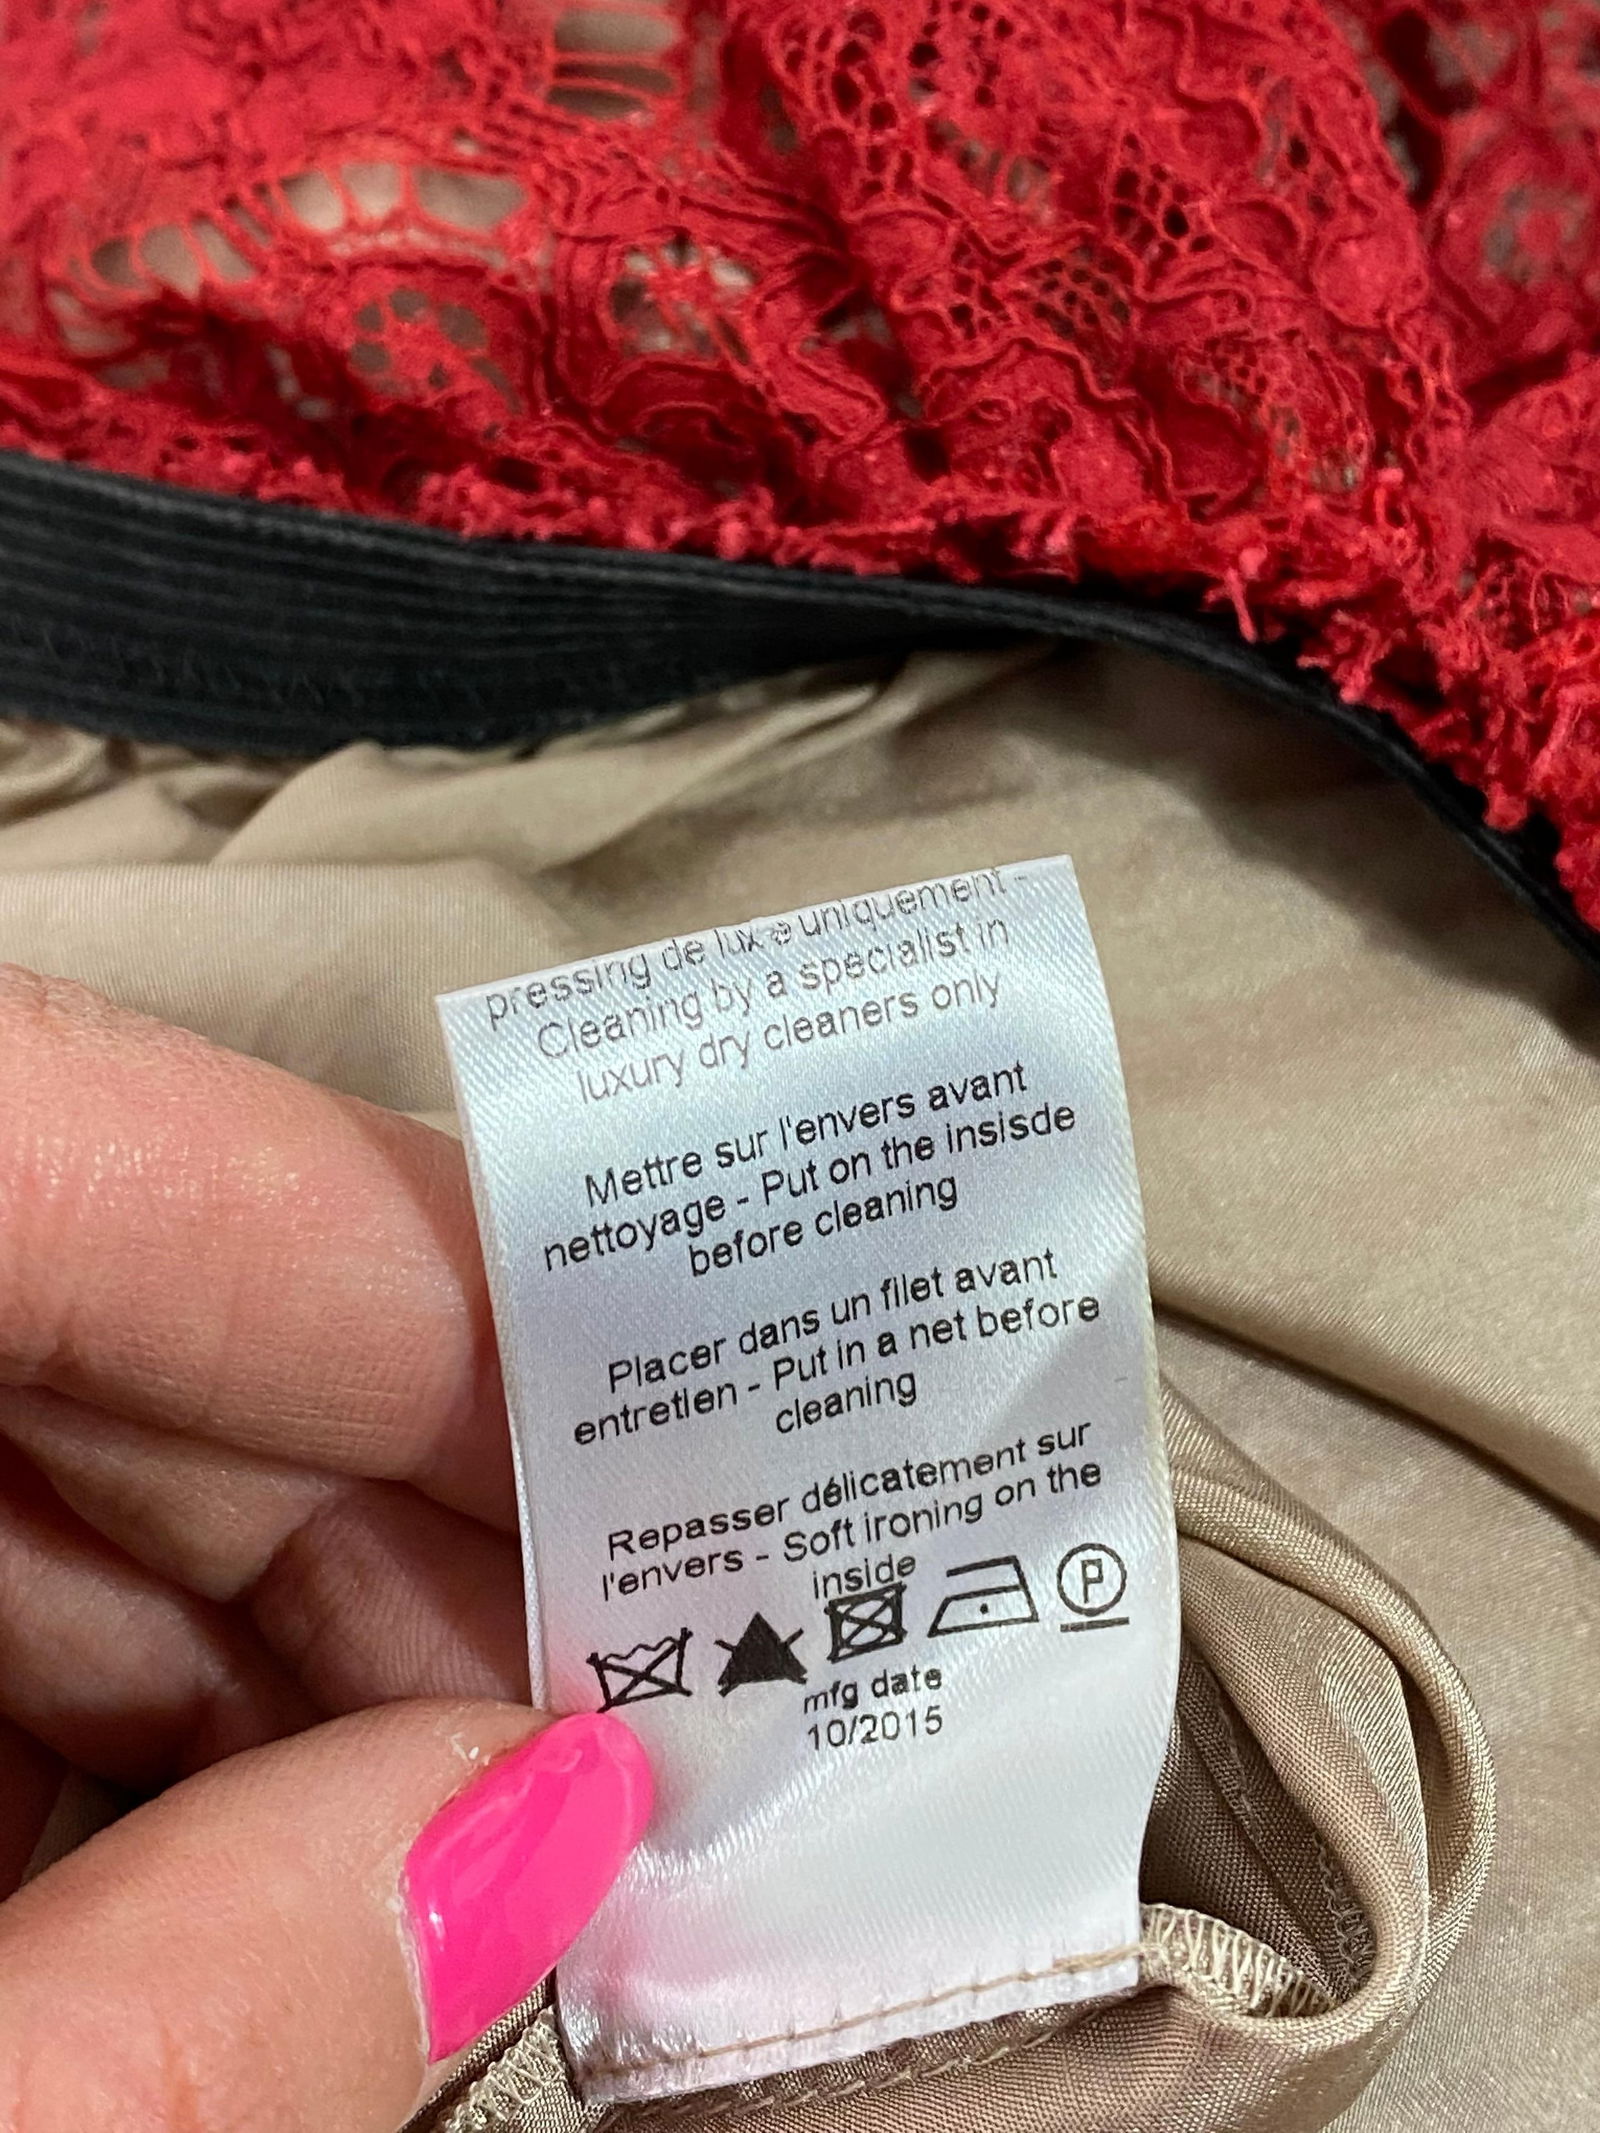 pressing de luxe uniquement -
Cleaning by a specialist in
luxury dry cleaners only
Mettre sur l'envers avant
nettoyage - Put on the insisde
before cleaning
Placer dans un filet avant
entretien - Put in a net before
cleaning
Repasser délicatement sur
l'envers - Soft ironing on the
inside
P
mfg date
10/2015